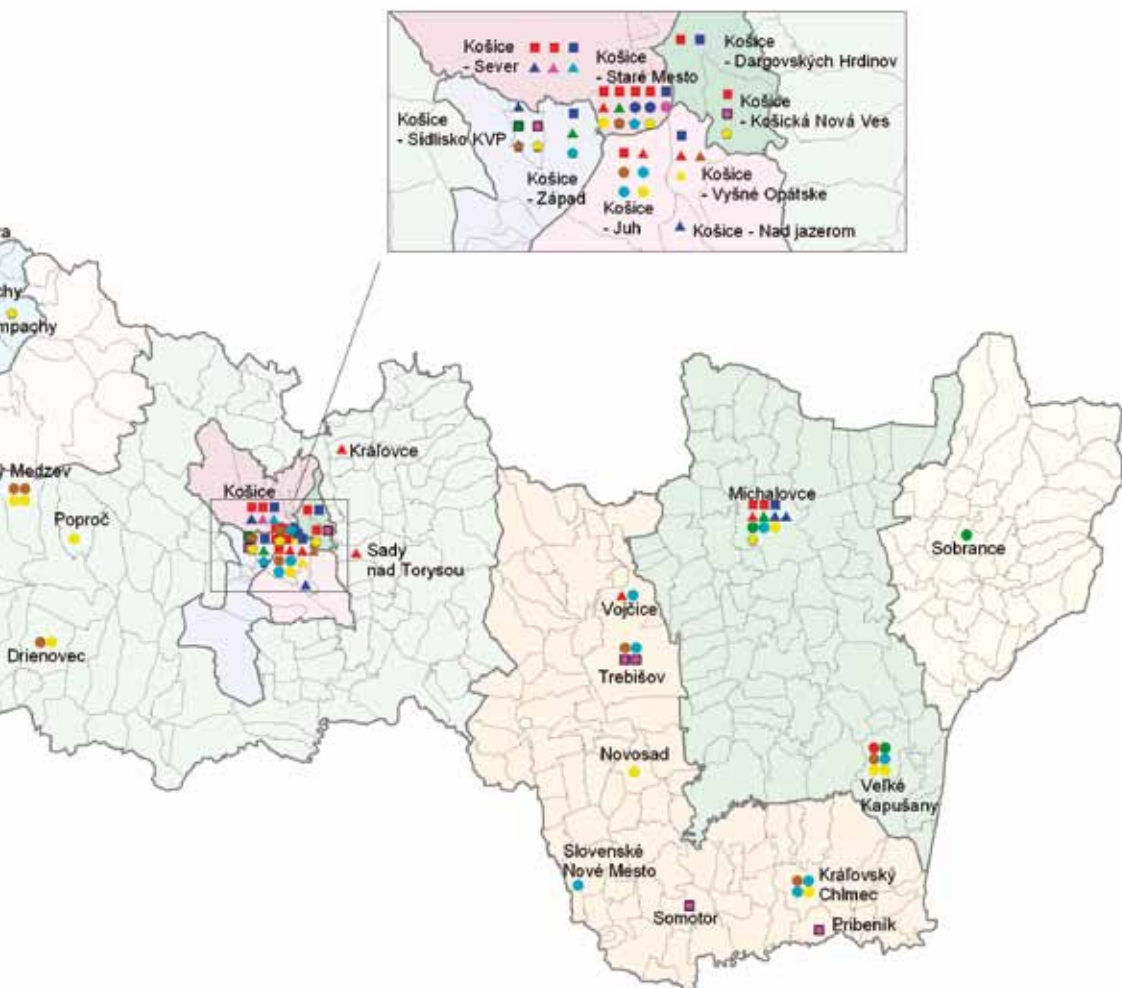 Košice
- Sever
Košice
- Staré Mesto
Košice
- Dargovských Hrdinov
Košice
- Sídlisko KVP
Košice
- Košická Nová Ves
Košice
- Západ
Košice
- Vyšné Opátske
Košice
- Juh
Košice - Nad jazerom
Kráľovce
Medzev
Košice
Michalovce
Poproč
Sady
nad Torysou
Sobrance
Vojčice
Drienovec
Trebišov
Novosad
Veľké
Kapušany
Slovenské
Nové Mesto
Kráľovský
Chlmec
Somotor
Pribeník